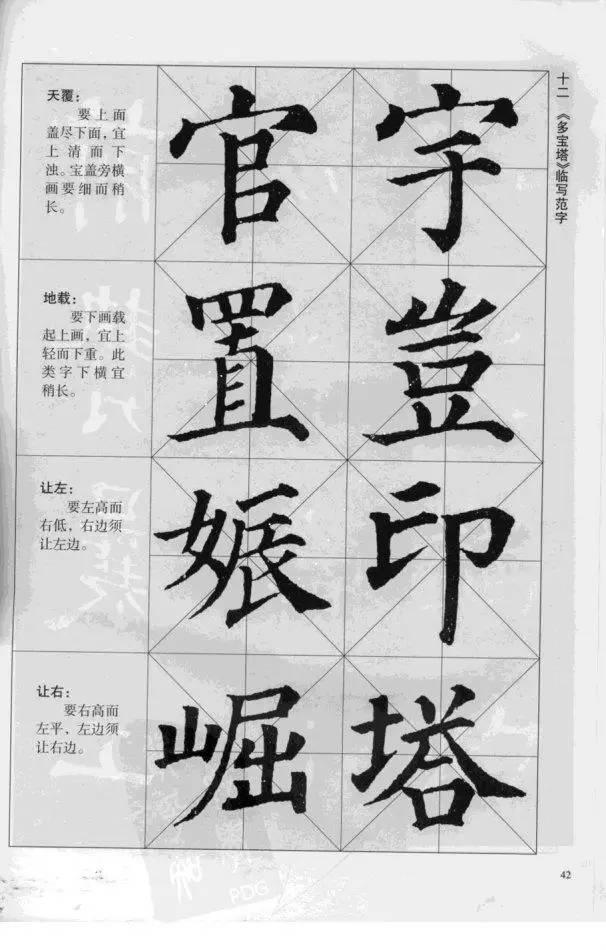 十二 《多宝塔》临写范字
天覆：
要上面
盖尽下面，宜
上清而下
浊。宝盖旁横
画要细而稍
长。
官 宇
地载：
要下画载
起上画，宜上
轻而下重。此
类字下横宜
稍长。
置 豈
让左：
要左高而
右低，右边须
让左边。
娠 印
让右：
要右高而
左平，左边须
让右边。
崛 塔
42
PDG